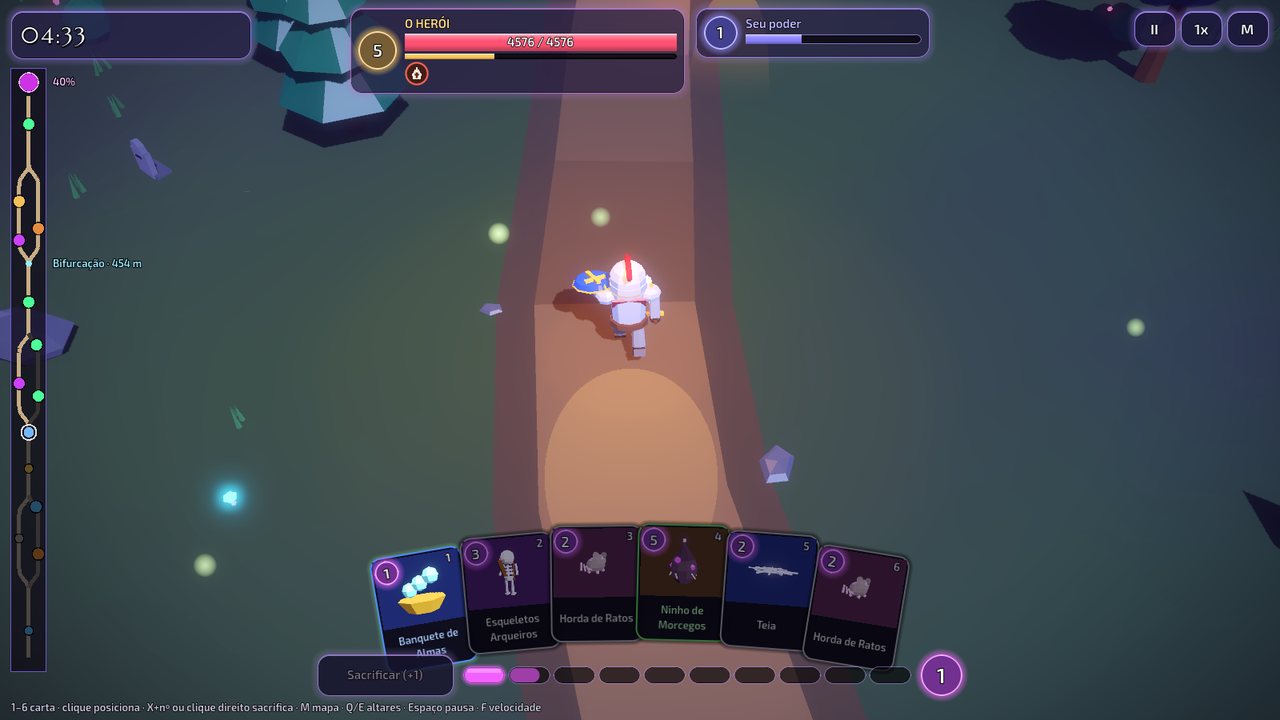 04:33
O HERÓI
5
4576 / 4576
1
Seu poder
II
1x
M
40%
Bifurcação · 454 m
1
1
Banquete de
Almas
3
2
Esqueletos
Arqueiros
2
3
Horda de Ratos
5
4
Ninho de
Morcegos
2
5
Teia
2
6
Horda de Ratos
Sacrificar (+1)
1
1–6 carta · clique posiciona · X+nº ou clique direito sacrifica · M mapa · Q/E altares · Espaço pausa · F velocidade